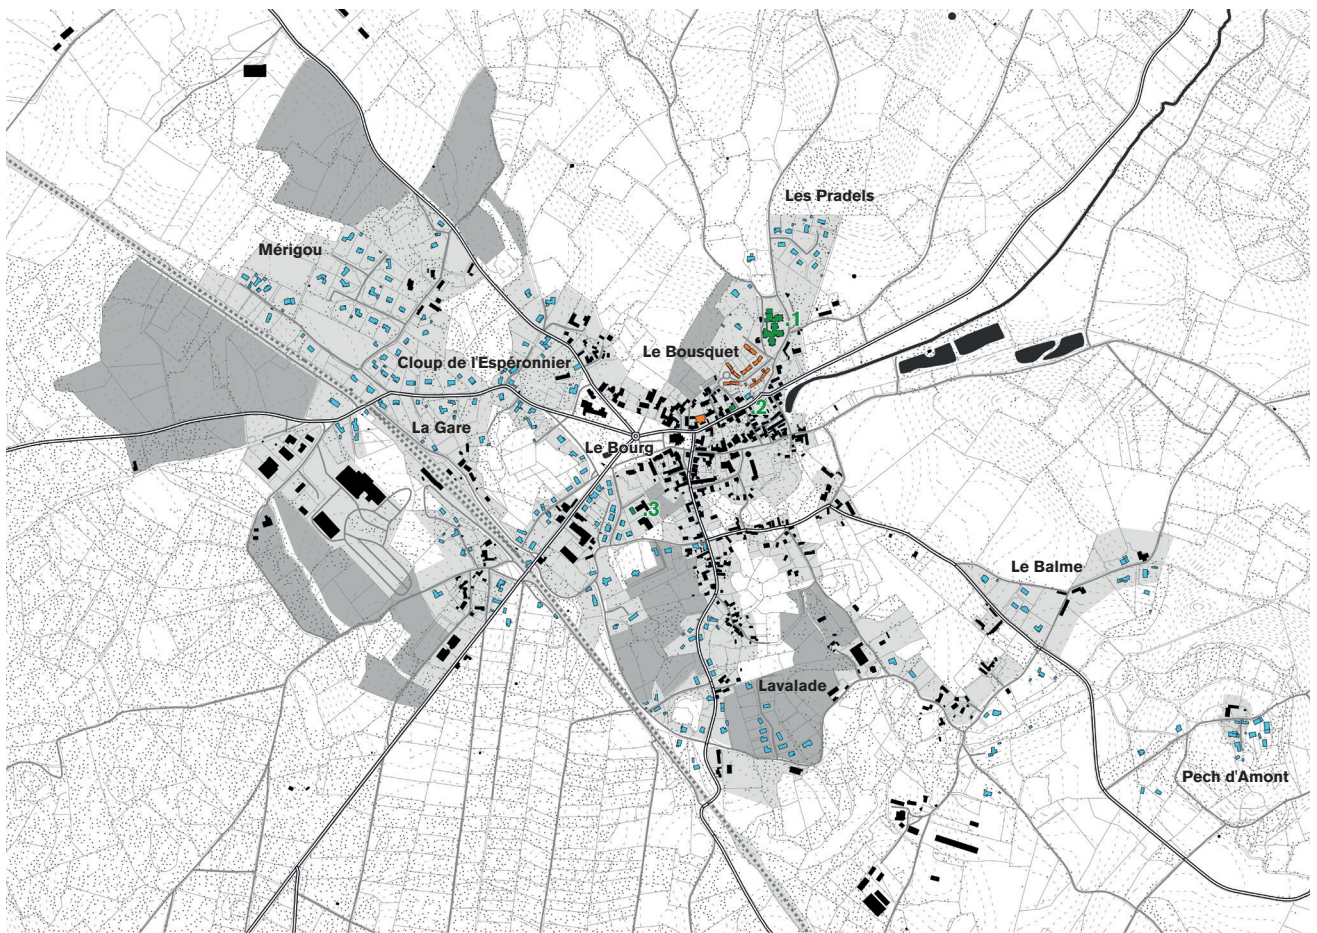 Les Pradels
Mérigou
.1
Le Bousquet
Cloup de l'Espéronnier
.2
La Gare
Le Bourg
.3
Le Balme
Lavalade
Pech d'Amont